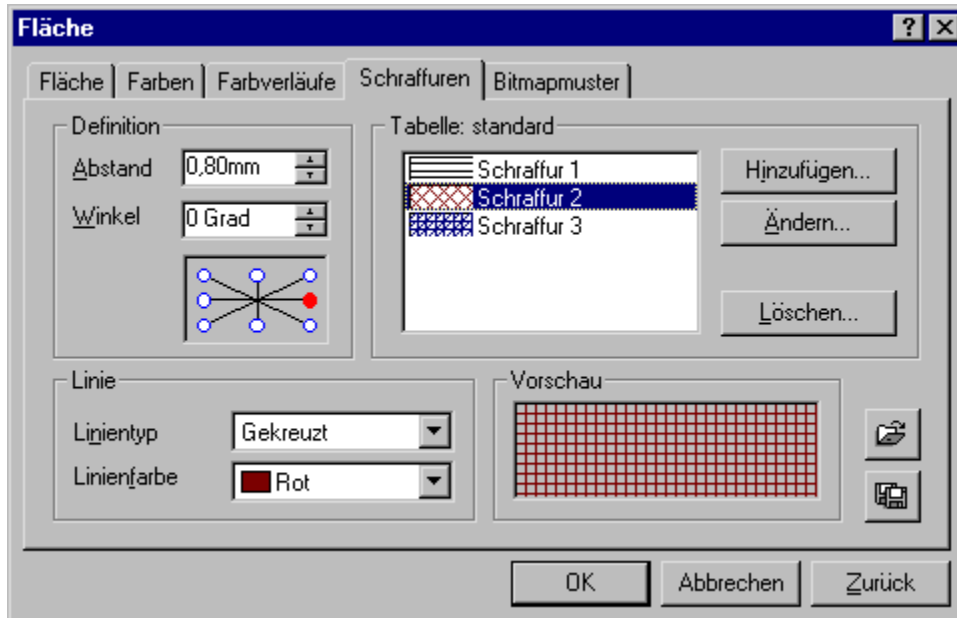 Fläche
Fläche Farben Farbverläufe Schraffuren Bitmapmuster
Definition
Abstand 0,80mm
Winkel 0 Grad
Tabelle: standard
Schraffur 1
Schraffur 2
Schraffur 3
Hinzufügen...
Ändern...
Löschen...
Linie
Linientyp Gekreuzt
Linienfarbe Rot
Vorschau
OK Abbrechen Zurück